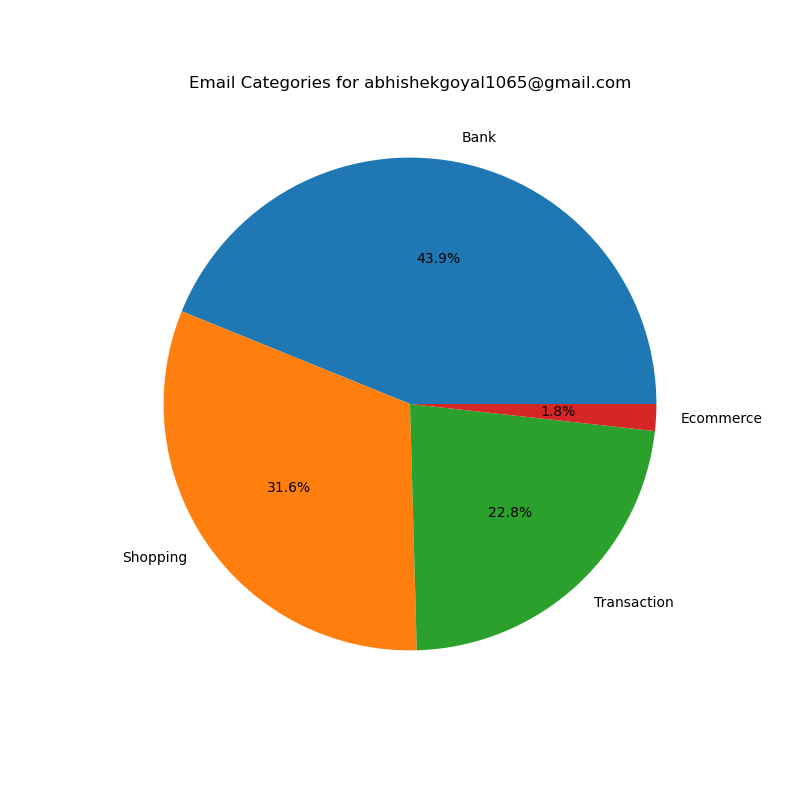 Email Categories for abhishekgoyal1065@gmail.com
Bank
43.9%
1.8%
Ecommerce
31.6%
22.8%
Shopping
Transaction